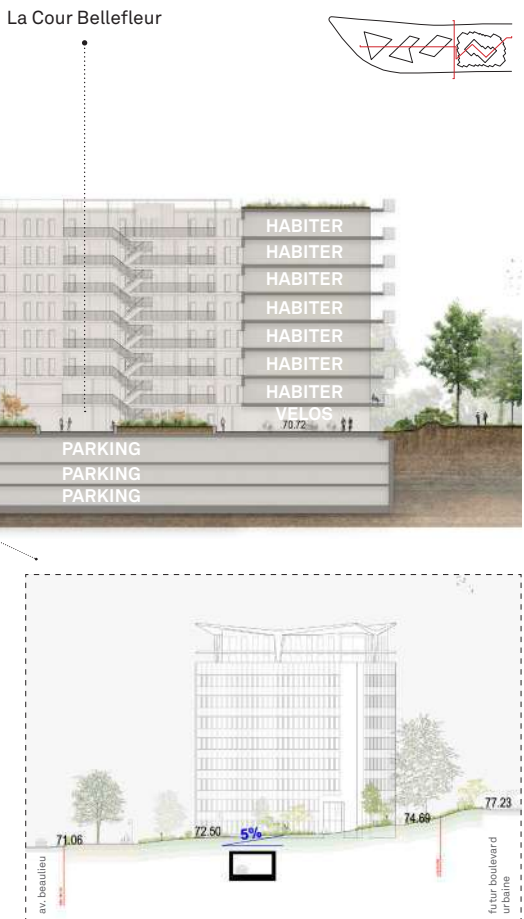 La Cour Bellefleur
HABITER
HABITER
HABITER
HABITER
HABITER
HABITER
HABITER
VELOS
70.72
PARKING
PARKING
PARKING
77.23
74.69
72.50
5%
71.06
av. beaulieu
futur boulevard
urbaine